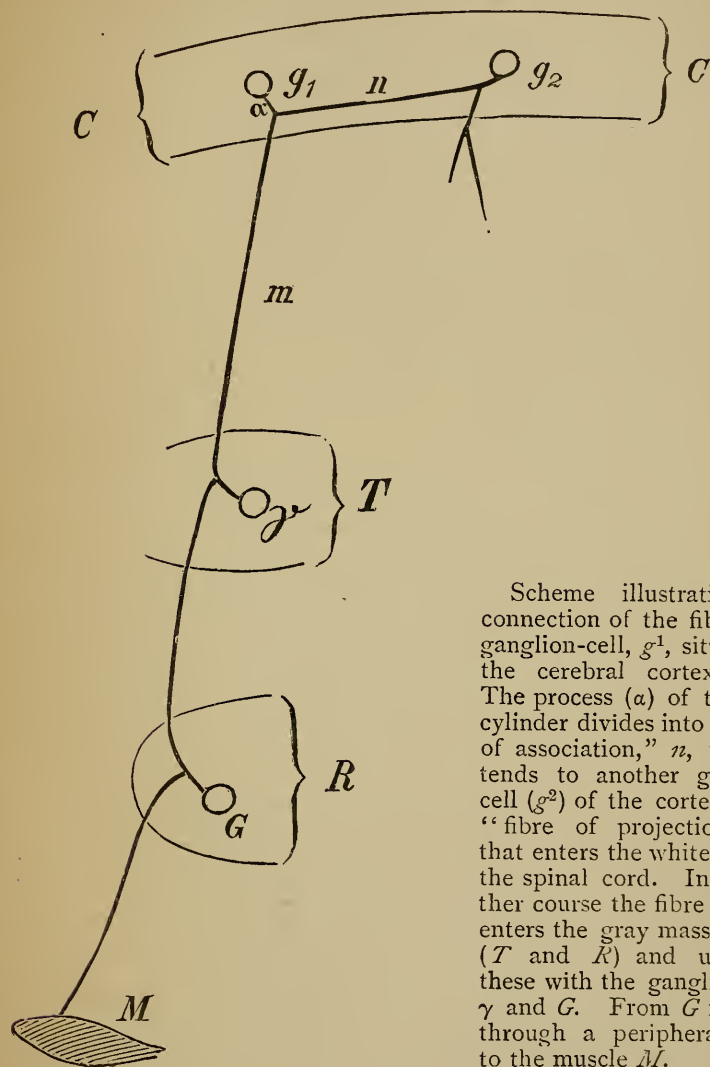 C
g1
n
g2
C
α
m
γ
T
R
G
M
Scheme illustrati
connection of the fib
ganglion-cell, g¹, sit
the cerebral cortex
The process (α) of t
cylinder divides into
of association,” n,
tends to another g
cell (g²) of the corte
“fibre of projectio
that enters the white
the spinal cord. In
ther course the fibre
enters the gray mass
(T and R) and u
these with the gangli
γ and G. From G
through a periphera
to the muscle M.